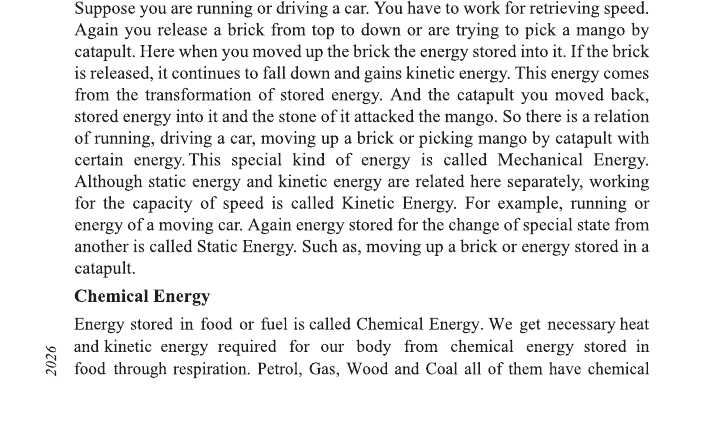 Suppose you are running or driving a car. You have to work for retrieving speed.
Again you release a brick from top to down or are trying to pick a mango by
catapult. Here when you moved up the brick the energy stored into it. If the brick
is released, it continues to fall down and gains kinetic energy. This energy comes
from the transformation of stored energy. And the catapult you moved back,
stored energy into it and the stone of it attacked the mango. So there is a relation
of running, driving a car, moving up a brick or picking mango by catapult with
certain energy. This special kind of energy is called Mechanical Energy.
Although static energy and kinetic energy are related here separately, working
for the capacity of speed is called Kinetic Energy. For example, running or
energy of a moving car. Again energy stored for the change of special state from
another is called Static Energy. Such as, moving up a brick or energy stored in a
catapult.
Chemical Energy
Energy stored in food or fuel is called Chemical Energy. We get necessary heat
and kinetic energy required for our body from chemical energy stored in
food through respiration. Petrol, Gas, Wood and Coal all of them have chemical
2026